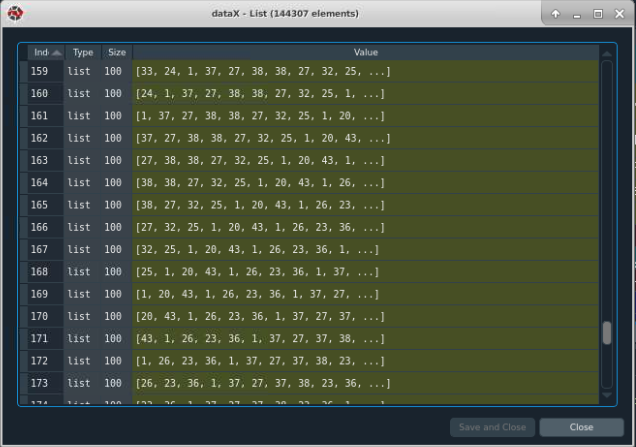 dataX - List (144307 elements)
Ind Type Size Value
159 list 100 [33, 24, 1, 37, 27, 38, 38, 27, 32, 25, ...]
160 list 100 [24, 1, 37, 27, 38, 38, 27, 32, 25, 1, ...]
161 list 100 [1, 37, 27, 38, 38, 27, 32, 25, 1, 20, ...]
162 list 100 [37, 27, 38, 38, 27, 32, 25, 1, 20, 43, ...]
163 list 100 [27, 38, 38, 27, 32, 25, 1, 20, 43, 1, ...]
164 list 100 [38, 38, 27, 32, 25, 1, 20, 43, 1, 26, ...]
165 list 100 [38, 27, 32, 25, 1, 20, 43, 1, 26, 23, ...]
166 list 100 [27, 32, 25, 1, 20, 43, 1, 26, 23, 36, ...]
167 list 100 [32, 25, 1, 20, 43, 1, 26, 23, 36, 1, ...]
168 list 100 [25, 1, 20, 43, 1, 26, 23, 36, 1, 37, ...]
169 list 100 [1, 20, 43, 1, 26, 23, 36, 1, 37, 27, ...]
170 list 100 [20, 43, 1, 26, 23, 36, 1, 37, 27, 37, ...]
171 list 100 [43, 1, 26, 23, 36, 1, 37, 27, 37, 38, ...]
172 list 100 [1, 26, 23, 36, 1, 37, 27, 37, 38, 23, ...]
173 list 100 [26, 23, 36, 1, 37, 27, 37, 38, 23, 36, ...]
Save and Close Close